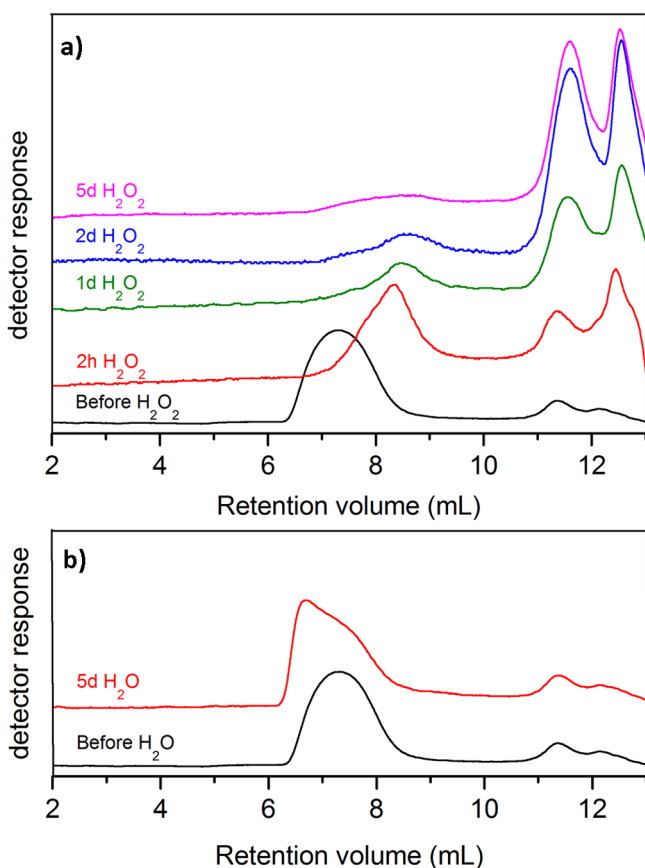 a)
detector response
5d H₂O₂
2d H₂O₂
1d H₂O₂
2h H₂O₂
Before H₂O₂
2 4 6 8 10 12
Retention volume (mL)
b)
detector response
5d H₂O
Before H₂O
2 4 6 8 10 12
Retention volume (mL)